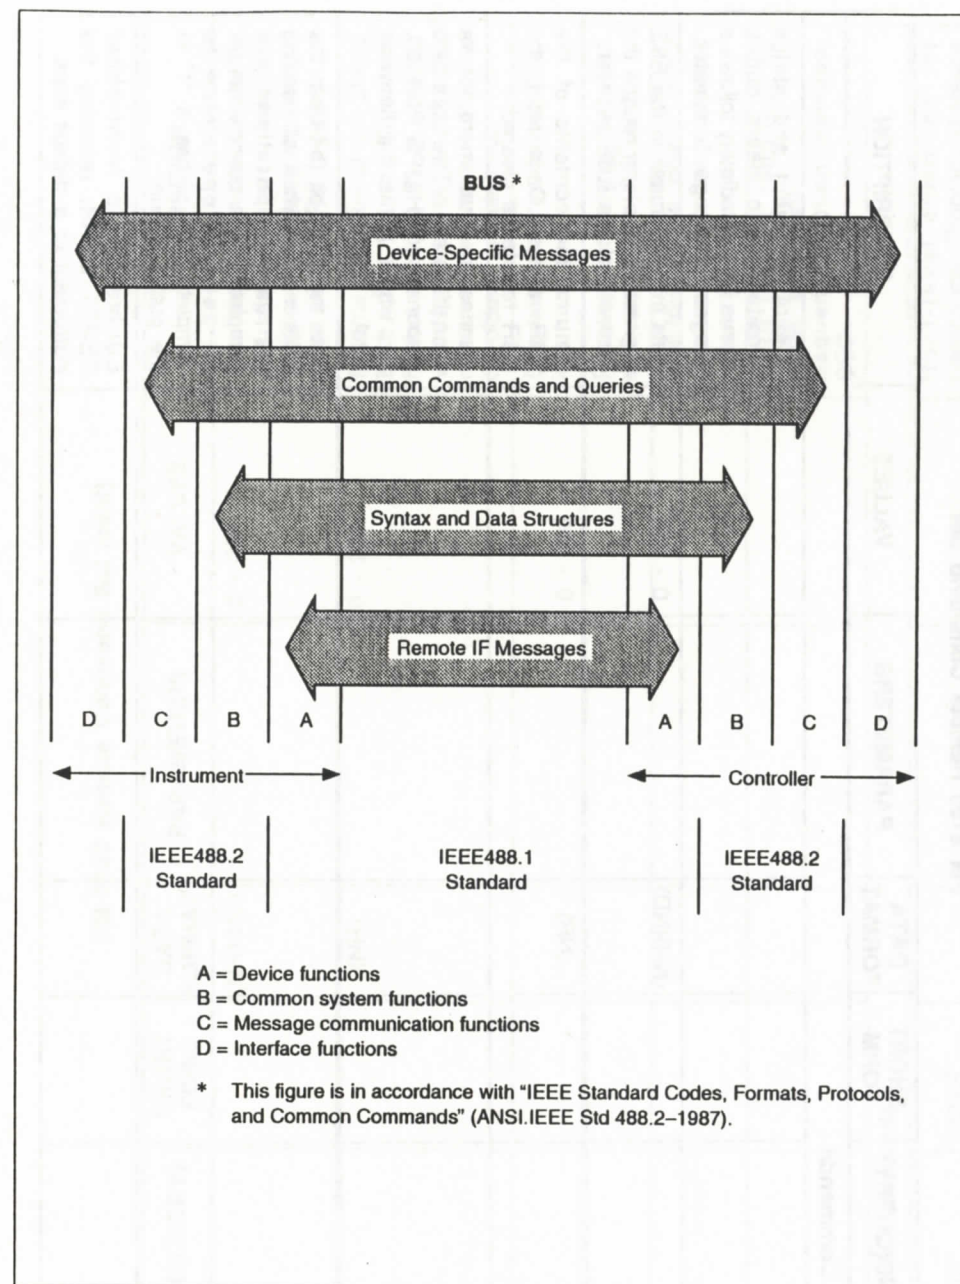 BUS *
Device-Specific Messages
Common Commands and Queries
Syntax and Data Structures
Remote IF Messages
D C B A A B C D
Instrument Controller
IEEE488.2 IEEE488.1 IEEE488.2
Standard Standard Standard
A = Device functions
B = Common system functions
C = Message communication functions
D = Interface functions
* This figure is in accordance with “IEEE Standard Codes, Formats, Protocols,
and Common Commands” (ANSI.IEEE Std 488.2–1987).